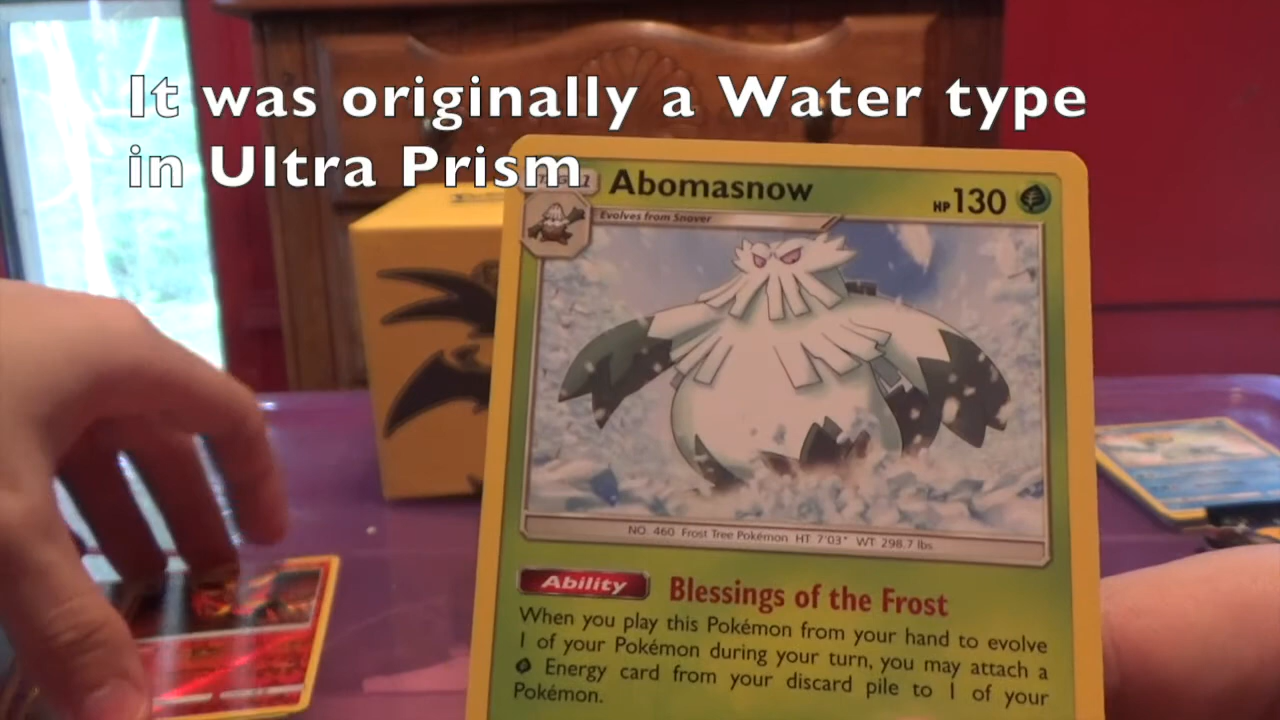 It was originally a Water type
in Ultra Prism
Abomasnow
HP 130
Evolves from Snover
NO. 460 Frost Tree Pokémon HT 7'03" WT 298.7 lbs.
Ability Blessings of the Frost
When you play this Pokémon from your hand to evolve
1 of your Pokémon during your turn, you may attach a
Energy card from your discard pile to 1 of your
Pokémon.